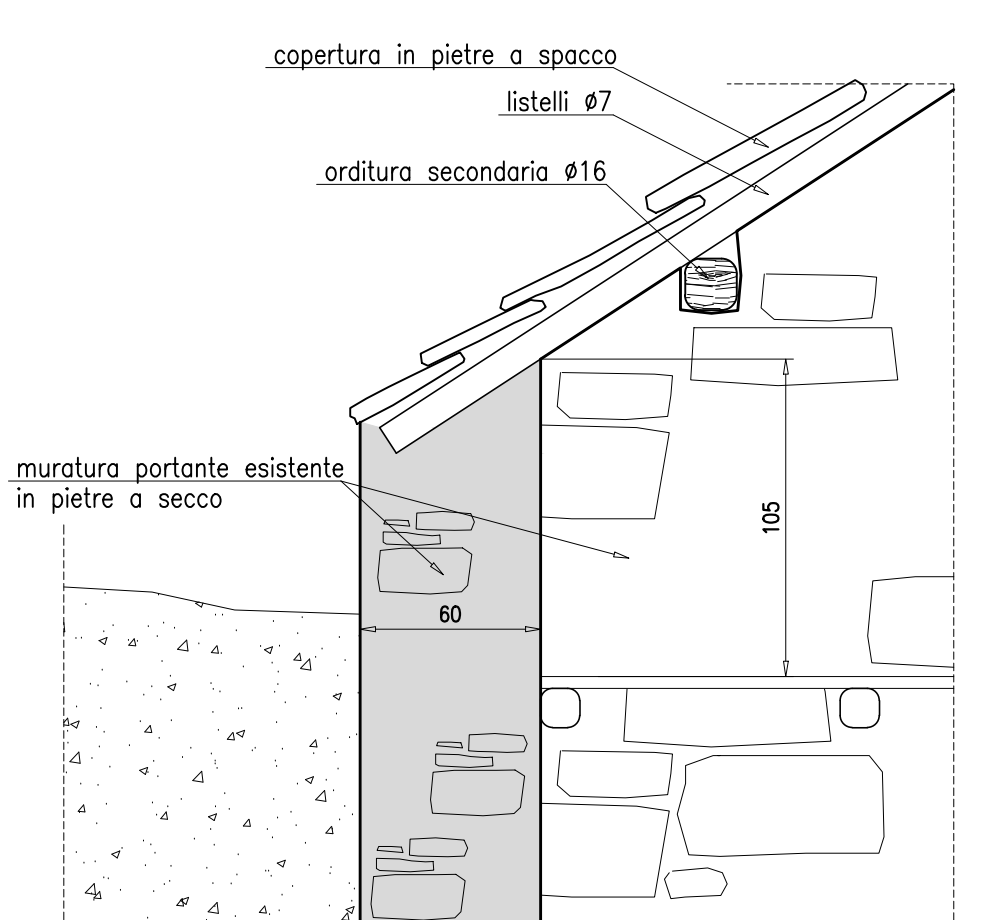 copertura in pietre a spacco
listelli ø7
orditura secondaria ø16
muratura portante esistente
in pietre a secco
105
60